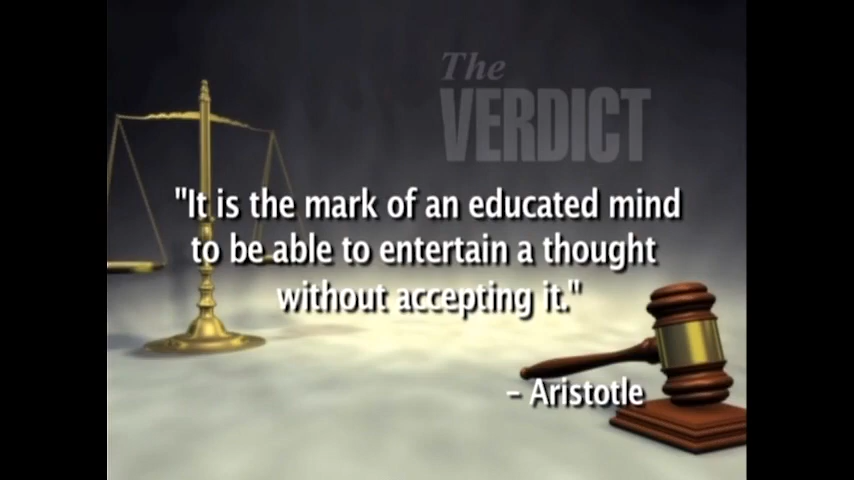 The
VERDICT
"It is the mark of an educated mind
to be able to entertain a thought
without accepting it."
– Aristotle